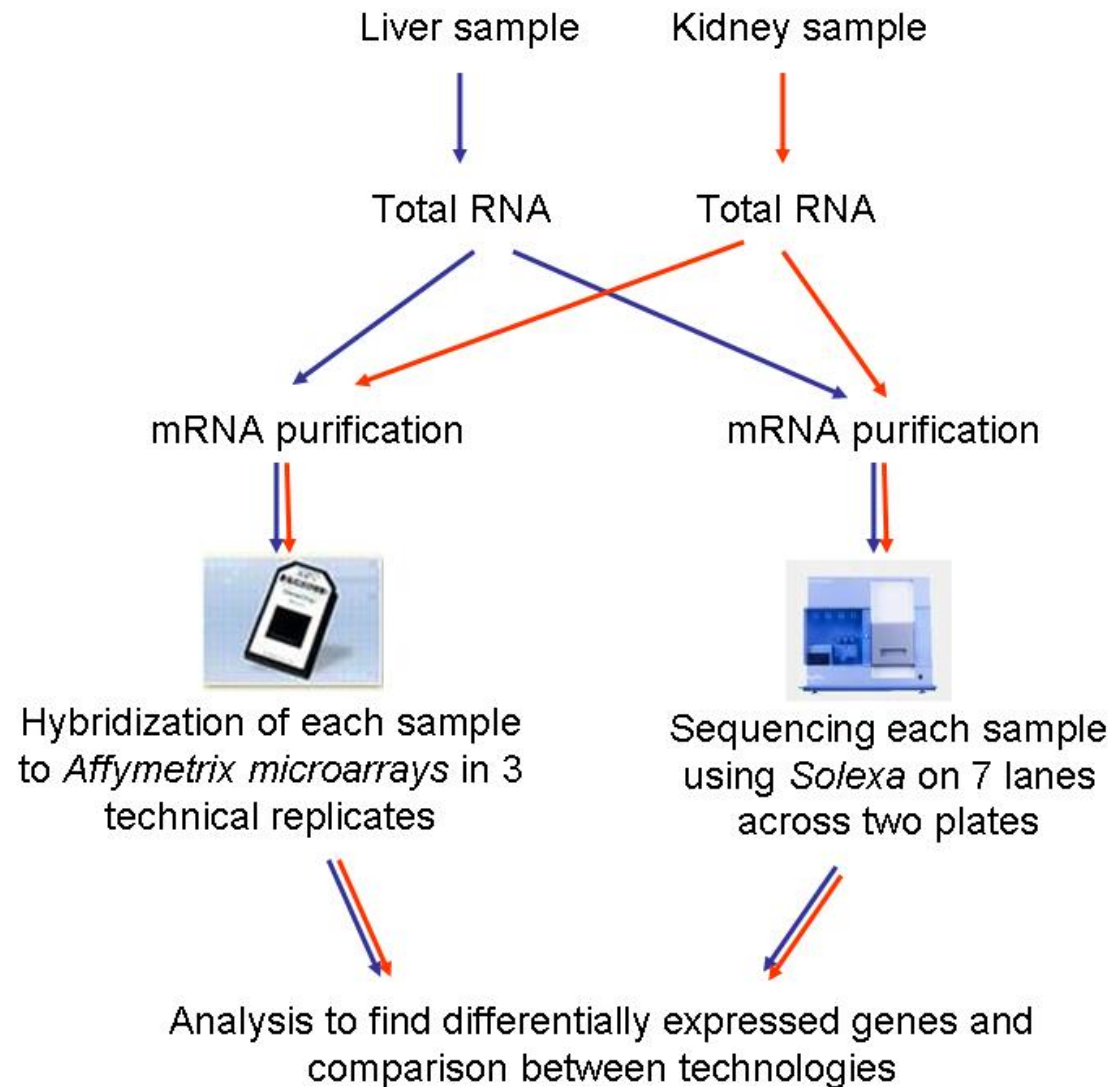 Liver sample Kidney sample
Total RNA Total RNA
mRNA purification mRNA purification
Hybridization of each sample
to Affymetrix microarrays in 3
technical replicates
Sequencing each sample
using Solexa on 7 lanes
across two plates
Analysis to find differentially expressed genes and
comparison between technologies